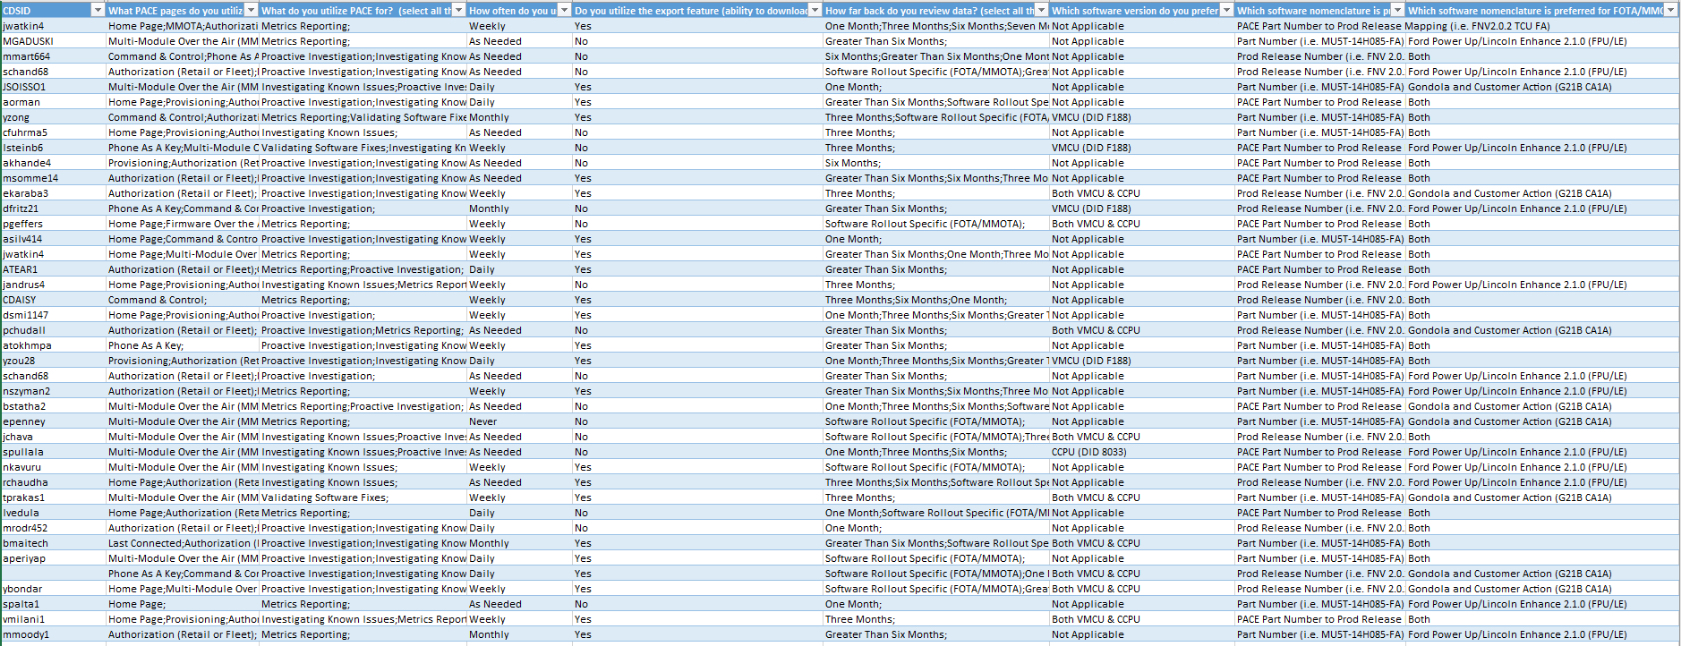 CDSID What PACE pages do you utiliz What do you utilize PACE for? (select all th How often do you u Do you utilize the export feature (ability to downloa How far back do you review data? (select all th Which software version do you prefer Which software nomenclature is p Which software nomenclature is preferred for FOTA/MMO
jwatkin4 Home Page;MMOTA;Authorizati Metrics Reporting; Weekly Yes One Month;Three Months;Six Months;Seven M Not Applicable PACE Part Number to Prod Release Mapping (i.e. FNV2.0.2 TCU FA)
MGADUSKI Multi-Module Over the Air (MM Proactive Investigation; As Needed No Greater Than Six Months; Not Applicable Part Number (i.e. MU5T-14H085-FA) Ford Power Up/Lincoln Enhance 2.1.0 (FPU/LE)
mmart664 Command & Control;Phone As A Proactive Investigation;Investigating Know As Needed No Six Months;Greater Than Six Months;One Mont Not Applicable Prod Release Number (i.e. FNV 2.0. Both
schand68 Authorization (Retail or Fleet); Proactive Investigation;Investigating Know As Needed No Software Rollout Specific (FOTA/MMOTA);Grea Not Applicable Part Number (i.e. MU5T-14H085-FA) Ford Power Up/Lincoln Enhance 2.1.0 (FPU/LE)
JSOISSO1 Multi-Module Over the Air (MM Investigating Known Issues;Proactive Inves Daily Yes One Month; Not Applicable Part Number (i.e. MU5T-14H085-FA) Gondola and Customer Action (G21B CA1A)
aorman Home Page;Provisioning;Autho Proactive Investigation;Investigating Know Daily Yes Greater Than Six Months;Software Rollout Spe Not Applicable PACE Part Number to Prod Release Both
yzong Command & Control;Authorizati Metrics Reporting;Validating Software Fixe Monthly Yes Three Months;Software Rollout Specific (FOTA, VMCU (DID F188) Part Number (i.e. MU5T-14H085-FA) Both
cfuhrma5 Home Page;Provisioning;Autho Investigating Known Issues; As Needed No Three Months; Not Applicable Part Number (i.e. MU5T-14H085-FA) Both
lsteinb6 Phone As A Key;Multi-Module C Validating Software Fixes;Investigating Kn Weekly Yes Three Months; VMCU (DID F188) PACE Part Number to Prod Release Ford Power Up/Lincoln Enhance 2.1.0 (FPU/LE)
akhande4 Provisioning;Authorization (Ret Proactive Investigation;Investigating Know As Needed No Six Months; Not Applicable PACE Part Number to Prod Release Both
msomme14 Authorization (Retail or Fleet); Proactive Investigation;Investigating Know As Needed Yes Greater Than Six Months;Six Months;Three Mo Not Applicable PACE Part Number to Prod Release Both
ekaraba3 Authorization (Retail or Fleet); Proactive Investigation;Investigating Know Weekly Yes Three Months; Both VMCU & CCPU Prod Release Number (i.e. FNV 2.0. Gondola and Customer Action (G21B CA1A)
dfritz21 Phone As A Key;Command & Co Proactive Investigation; Monthly No Greater Than Six Months; VMCU (DID F188) Prod Release Number (i.e. FNV 2.0. Ford Power Up/Lincoln Enhance 2.1.0 (FPU/LE)
pgeffers Home Page;Firmware Over the Metrics Reporting; Weekly No Software Rollout Specific (FOTA/MMOTA); Both VMCU & CCPU PACE Part Number to Prod Release Both
asilv414 Home Page;Command & Contro Proactive Investigation;Investigating Know Weekly Yes One Month; Not Applicable Part Number (i.e. MU5T-14H085-FA) Both
jwatkin4 Home Page;Multi-Module Over Metrics Reporting; Weekly Yes Greater Than Six Months;One Month;Three Mo Not Applicable PACE Part Number to Prod Release Both
ATEAR1 Authorization (Retail or Fleet); Metrics Reporting;Proactive Investigation; Daily Yes Greater Than Six Months; Not Applicable PACE Part Number to Prod Release Both
jandrus4 Home Page;Provisioning;Autho Investigating Known Issues;Metrics Report Weekly No Three Months; Not Applicable PACE Part Number to Prod Release Ford Power Up/Lincoln Enhance 2.1.0 (FPU/LE)
CDAISY Command & Control; Metrics Reporting; Weekly Yes Three Months;Six Months;One Month; Not Applicable Part Number (i.e. MU5T-14H085-FA) Both
dsmi1147 Home Page;Provisioning;Autho Proactive Investigation; Weekly Yes One Month;Three Months;Six Months;Greater T Not Applicable PACE Part Number to Prod Release Both
pchudall Authorization (Retail or Fleet); Proactive Investigation;Metrics Reporting; As Needed No Greater Than Six Months; Both VMCU & CCPU Prod Release Number (i.e. FNV 2.0. Gondola and Customer Action (G21B CA1A)
atokhmpa Phone As A Key; Proactive Investigation;Investigating Know Weekly Yes Greater Than Six Months; Not Applicable Part Number (i.e. MU5T-14H085-FA) Both
yzou28 Provisioning;Authorization (Ret Proactive Investigation;Investigating Know Daily Yes One Month;Three Months;Six Months;Greater T VMCU (DID F188) Part Number (i.e. MU5T-14H085-FA) Both
schand68 Authorization (Retail or Fleet); Proactive Investigation; As Needed No Greater Than Six Months; Not Applicable Part Number (i.e. MU5T-14H085-FA) Ford Power Up/Lincoln Enhance 2.1.0 (FPU/LE)
nszyman2 Authorization (Retail or Fleet); Metrics Reporting; Weekly Yes Greater Than Six Months;Six Months;Three Mo Not Applicable Part Number (i.e. MU5T-14H085-FA) Ford Power Up/Lincoln Enhance 2.1.0 (FPU/LE)
bstatha2 Multi-Module Over the Air (MM Metrics Reporting;Proactive Investigation; As Needed No One Month;Three Months;Six Months;Software Not Applicable PACE Part Number to Prod Release Gondola and Customer Action (G21B CA1A)
epenney Multi-Module Over the Air (MM Metrics Reporting; Never No Software Rollout Specific (FOTA/MMOTA); Not Applicable PACE Part Number to Prod Release Gondola and Customer Action (G21B CA1A)
jchava Multi-Module Over the Air (MM Investigating Known Issues;Proactive Inves As Needed No Software Rollout Specific (FOTA/MMOTA);Three Both VMCU & CCPU Prod Release Number (i.e. FNV 2.0. Both
spullala Multi-Module Over the Air (MM Investigating Known Issues;Proactive Inves As Needed No One Month;Three Months;Six Months; CCPU (DID 8033) PACE Part Number to Prod Release Ford Power Up/Lincoln Enhance 2.1.0 (FPU/LE)
nkavuru Multi-Module Over the Air (MM Investigating Known Issues; Weekly Yes Software Rollout Specific (FOTA/MMOTA); Not Applicable PACE Part Number to Prod Release Both
rchaudha Home Page;Authorization (Reta Investigating Known Issues; As Needed Yes Three Months;Six Months;Software Rollout Spe Not Applicable Prod Release Number (i.e. FNV 2.0. Ford Power Up/Lincoln Enhance 2.1.0 (FPU/LE)
tprakas1 Multi-Module Over the Air (MM Validating Software Fixes; Weekly Yes Three Months; Both VMCU & CCPU Part Number (i.e. MU5T-14H085-FA) Gondola and Customer Action (G21B CA1A)
lvedula Home Page;Authorization (Reta Metrics Reporting; Daily No One Month;Software Rollout Specific (FOTA/MI Not Applicable PACE Part Number to Prod Release Both
mrodr452 Authorization (Retail or Fleet); Proactive Investigation;Investigating Know Daily No One Month; Not Applicable Prod Release Number (i.e. FNV 2.0. Both
bmaitech Last Connected;Authorization ( Proactive Investigation;Investigating Know Monthly Yes Greater Than Six Months;Software Rollout Spe Both VMCU & CCPU Part Number (i.e. MU5T-14H085-FA) Both
aperiyap Multi-Module Over the Air (MM Proactive Investigation;Investigating Know Daily Yes Software Rollout Specific (FOTA/MMOTA); Not Applicable Part Number (i.e. MU5T-14H085-FA) Both
Phone As A Key;Command & Co Proactive Investigation;Investigating Know Daily Yes Software Rollout Specific (FOTA/MMOTA);One Both VMCU & CCPU Prod Release Number (i.e. FNV 2.0. Gondola and Customer Action (G21B CA1A)
ybondar Home Page;Multi-Module Over Proactive Investigation;Investigating Know Weekly Yes Software Rollout Specific (FOTA/MMOTA);Grea Both VMCU & CCPU PACE Part Number to Prod Release Gondola and Customer Action (G21B CA1A)
spalta1 Home Page; Metrics Reporting; As Needed No One Month; Not Applicable Part Number (i.e. MU5T-14H085-FA) Ford Power Up/Lincoln Enhance 2.1.0 (FPU/LE)
vmilani1 Home Page;Provisioning;Autho Investigating Known Issues;Metrics Report Weekly Yes Three Months; Both VMCU & CCPU PACE Part Number to Prod Release Both
mmoody1 Authorization (Retail or Fleet); Metrics Reporting; Monthly Yes Greater Than Six Months; Not Applicable Part Number (i.e. MU5T-14H085-FA) Ford Power Up/Lincoln Enhance 2.1.0 (FPU/LE)